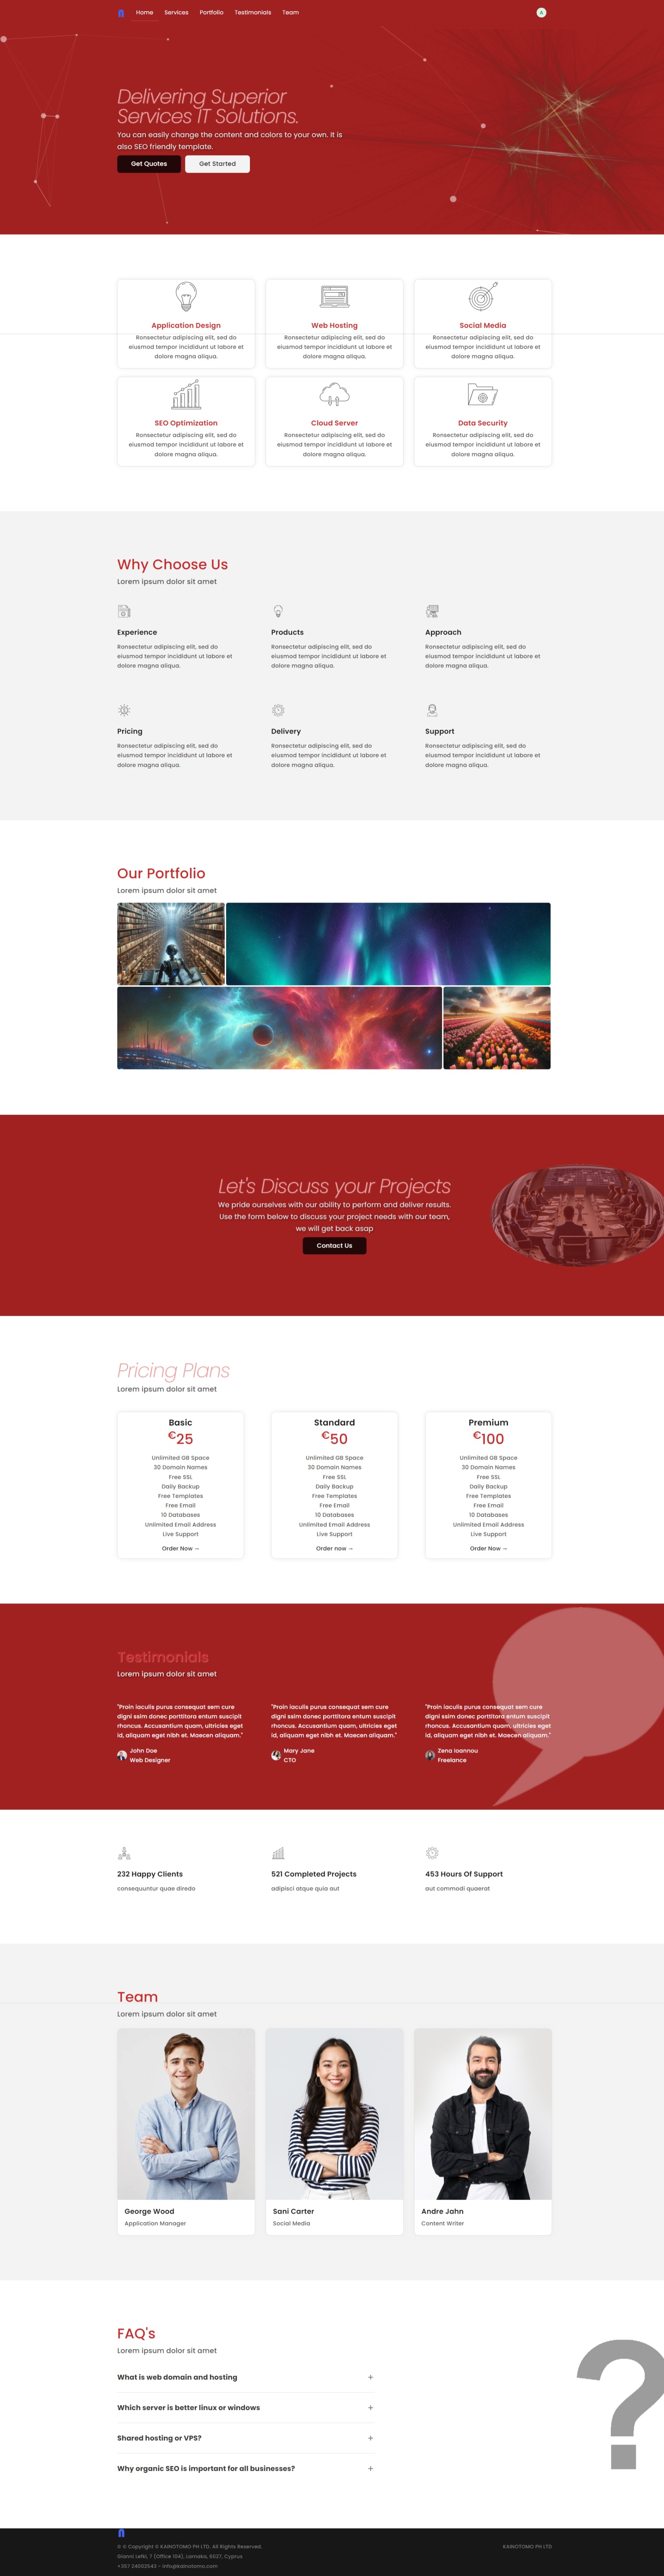 Home Services Portfolio Testimonials Team
A
Delivering Superior
Services IT Solutions.
You can easily change the content and colors to your own. It is
also SEO friendly template.
Get Quotes Get Started
Application Design
Ronsectetur adipiscing elit, sed do
eiusmod tempor incididunt ut labore et
dolore magna aliqua.
Web Hosting
Ronsectetur adipiscing elit, sed do
eiusmod tempor incididunt ut labore et
dolore magna aliqua.
Social Media
Ronsectetur adipiscing elit, sed do
eiusmod tempor incididunt ut labore et
dolore magna aliqua.
SEO Optimization
Ronsectetur adipiscing elit, sed do
eiusmod tempor incididunt ut labore et
dolore magna aliqua.
Cloud Server
Ronsectetur adipiscing elit, sed do
eiusmod tempor incididunt ut labore et
dolore magna aliqua.
Data Security
Ronsectetur adipiscing elit, sed do
eiusmod tempor incididunt ut labore et
dolore magna aliqua.
Why Choose Us
Lorem ipsum dolor sit amet
Experience
Ronsectetur adipiscing elit, sed do
eiusmod tempor incididunt ut labore et
dolore magna aliqua.
Products
Ronsectetur adipiscing elit, sed do
eiusmod tempor incididunt ut labore et
dolore magna aliqua.
Approach
Ronsectetur adipiscing elit, sed do
eiusmod tempor incididunt ut labore et
dolore magna aliqua.
Pricing
Ronsectetur adipiscing elit, sed do
eiusmod tempor incididunt ut labore et
dolore magna aliqua.
Delivery
Ronsectetur adipiscing elit, sed do
eiusmod tempor incididunt ut labore et
dolore magna aliqua.
Support
Ronsectetur adipiscing elit, sed do
eiusmod tempor incididunt ut labore et
dolore magna aliqua.
Our Portfolio
Lorem ipsum dolor sit amet
Let's Discuss your Projects
We pride ourselves with our ability to perform and deliver results.
Use the form below to discuss your project needs with our team,
we will get back asap
Contact Us
Pricing Plans
Lorem ipsum dolor sit amet
Basic
€25
Unlimited GB Space
30 Domain Names
Free SSL
Daily Backup
Free Templates
Free Email
10 Databases
Unlimited Email Address
Live Support
Order Now →
Standard
€50
Unlimited GB Space
30 Domain Names
Free SSL
Daily Backup
Free Templates
Free Email
10 Databases
Unlimited Email Address
Live Support
Order now →
Premium
€100
Unlimited GB Space
30 Domain Names
Free SSL
Daily Backup
Free Templates
Free Email
10 Databases
Unlimited Email Address
Live Support
Order Now →
Testimonials
Lorem ipsum dolor sit amet
"Proin iaculis purus consequat sem cure
digni ssim donec porttitora entum suscipit
rhoncus. Accusantium quam, ultricies eget
id, aliquam eget nibh et. Maecen aliquam."
John Doe
Web Designer
"Proin iaculis purus consequat sem cure
digni ssim donec porttitora entum suscipit
rhoncus. Accusantium quam, ultricies eget
id, aliquam eget nibh et. Maecen aliquam."
Mary Jane
CTO
"Proin iaculis purus consequat sem cure
digni ssim donec porttitora entum suscipit
rhoncus. Accusantium quam, ultricies eget
id, aliquam eget nibh et. Maecen aliquam."
Zena Ioannou
Freelance
232 Happy Clients
consequuntur quae diredo
521 Completed Projects
adipisci atque quia aut
453 Hours Of Support
aut commodi quaerat
Team
Lorem ipsum dolor sit amet
George Wood
Application Manager
Sani Carter
Social Media
Andre Jahn
Content Writer
FAQ's
Lorem ipsum dolor sit amet
What is web domain and hosting +
Which server is better linux or windows +
Shared hosting or VPS? +
Why organic SEO is important for all businesses? +
?
© ® Copyright © KAINOTOMO PH LTD. All Rights Reserved. KAINOTOMO PH LTD
Gianni Lefki, 7 (Office 104), Larnaka, 6027, Cyprus
+357 24002543 - info@kainotomo.com